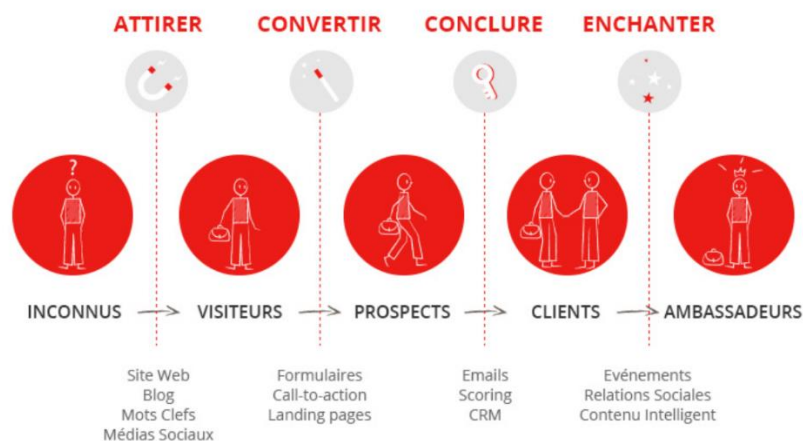 ATTIRER
CONVERTIR
CONCLURE
ENCHANTER
?
INCONNUS
VISITEURS
PROSPECTS
CLIENTS
AMBASSADEURS
Site Web
Blog
Mots Clefs
Médias Sociaux
Formulaires
Call-to-action
Landing pages
Emails
Scoring
CRM
Evénements
Relations Sociales
Contenu Intelligent